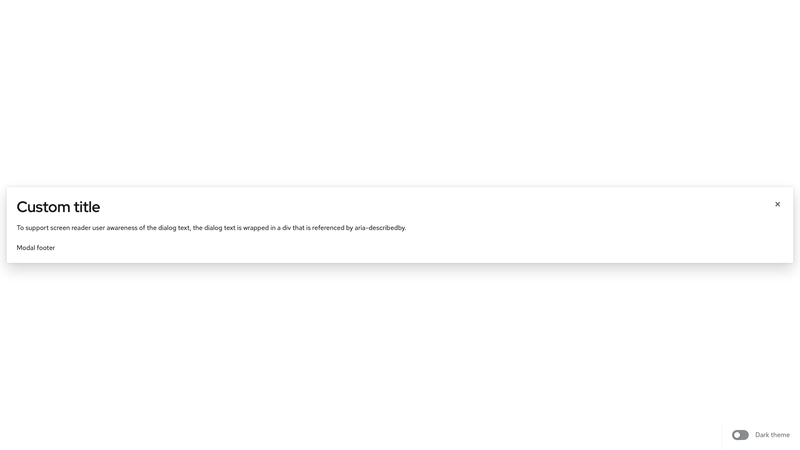 Custom title
To support screen reader user awareness of the dialog text, the dialog text is wrapped in a div that is referenced by aria-describedby.
Modal footer
Dark theme